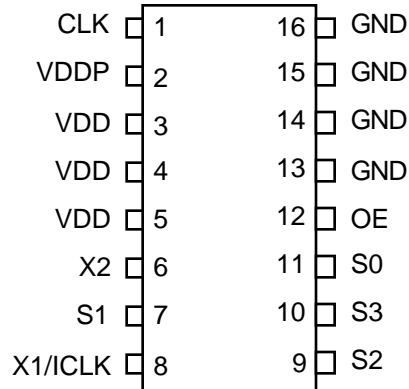 CLK 1 16 GND
VDDP 2 15 GND
VDD 3 14 GND
VDD 4 13 GND
VDD 5 12 OE
X2 6 11 S0
S1 7 10 S3
X1/ICLK 8 9 S2